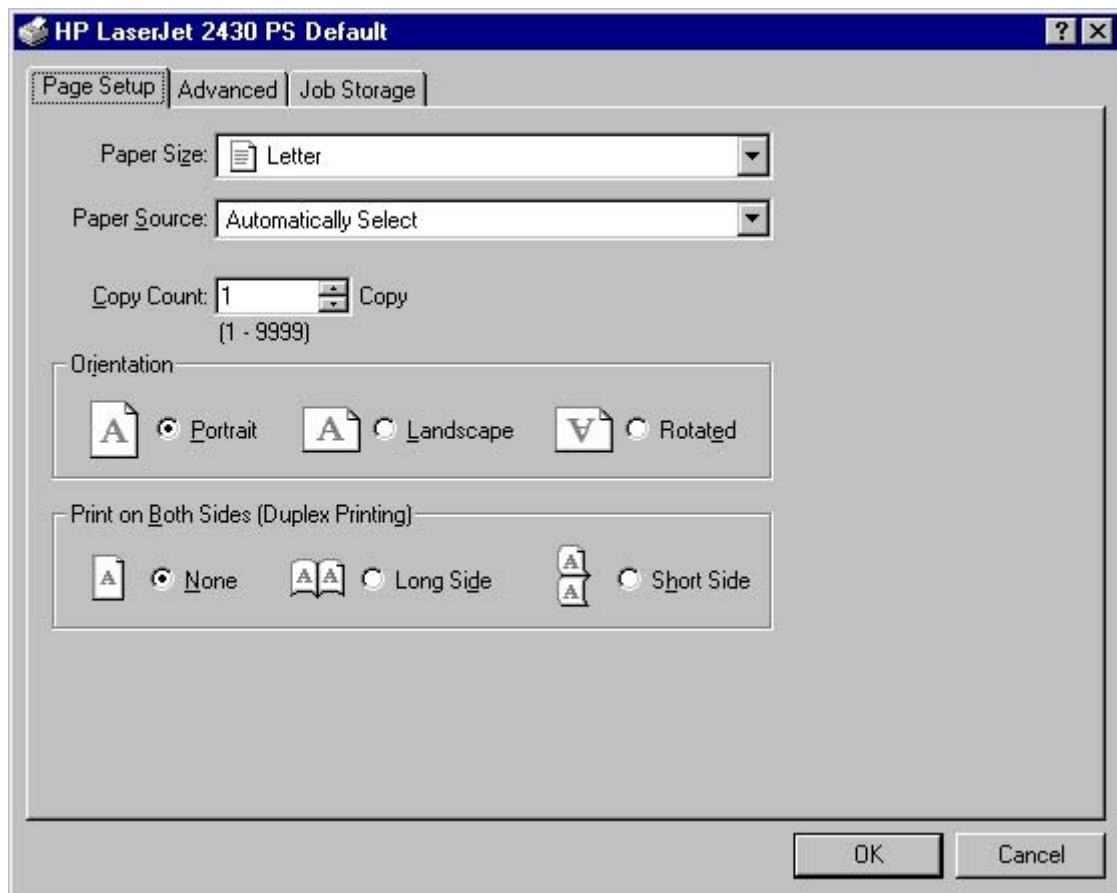 HP LaserJet 2430 PS Default
Page Setup Advanced Job Storage
Paper Size: Letter
Paper Source: Automatically Select
Copy Count: 1 Copy
(1 - 9999)
Orientation
A Portrait A Landscape A Rotated
Print on Both Sides (Duplex Printing)
A None A A Long Side A A Short Side
OK Cancel